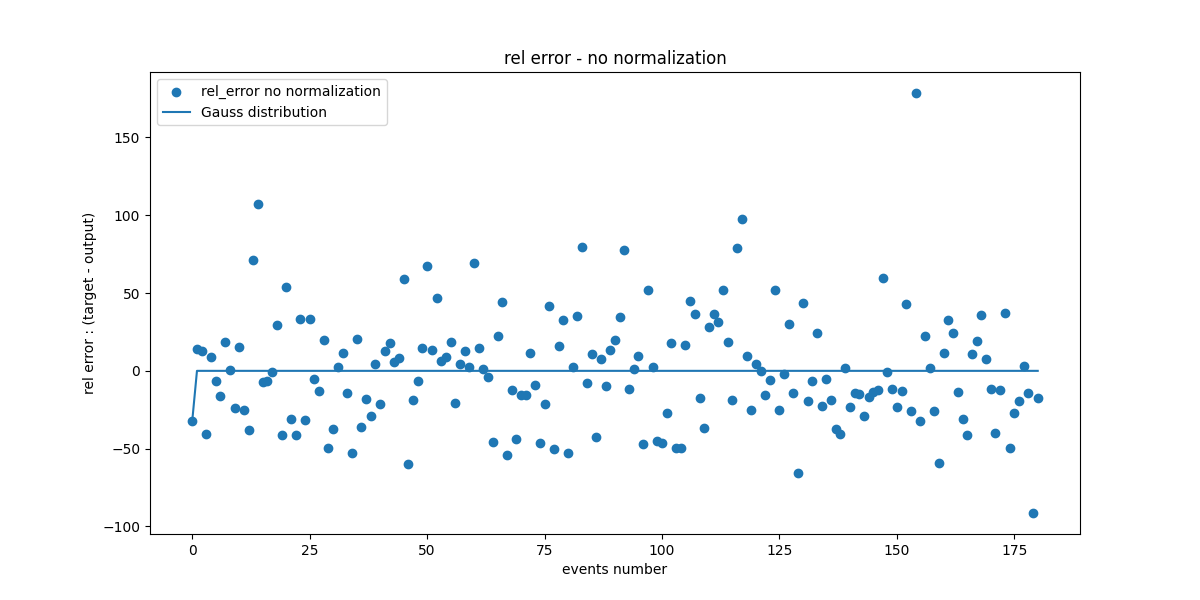 rel error - no normalization
rel_error no normalization
Gauss distribution
rel error : (target - output)
150
100
50
0
−50
−100
0 25 50 75 100 125 150 175
events number